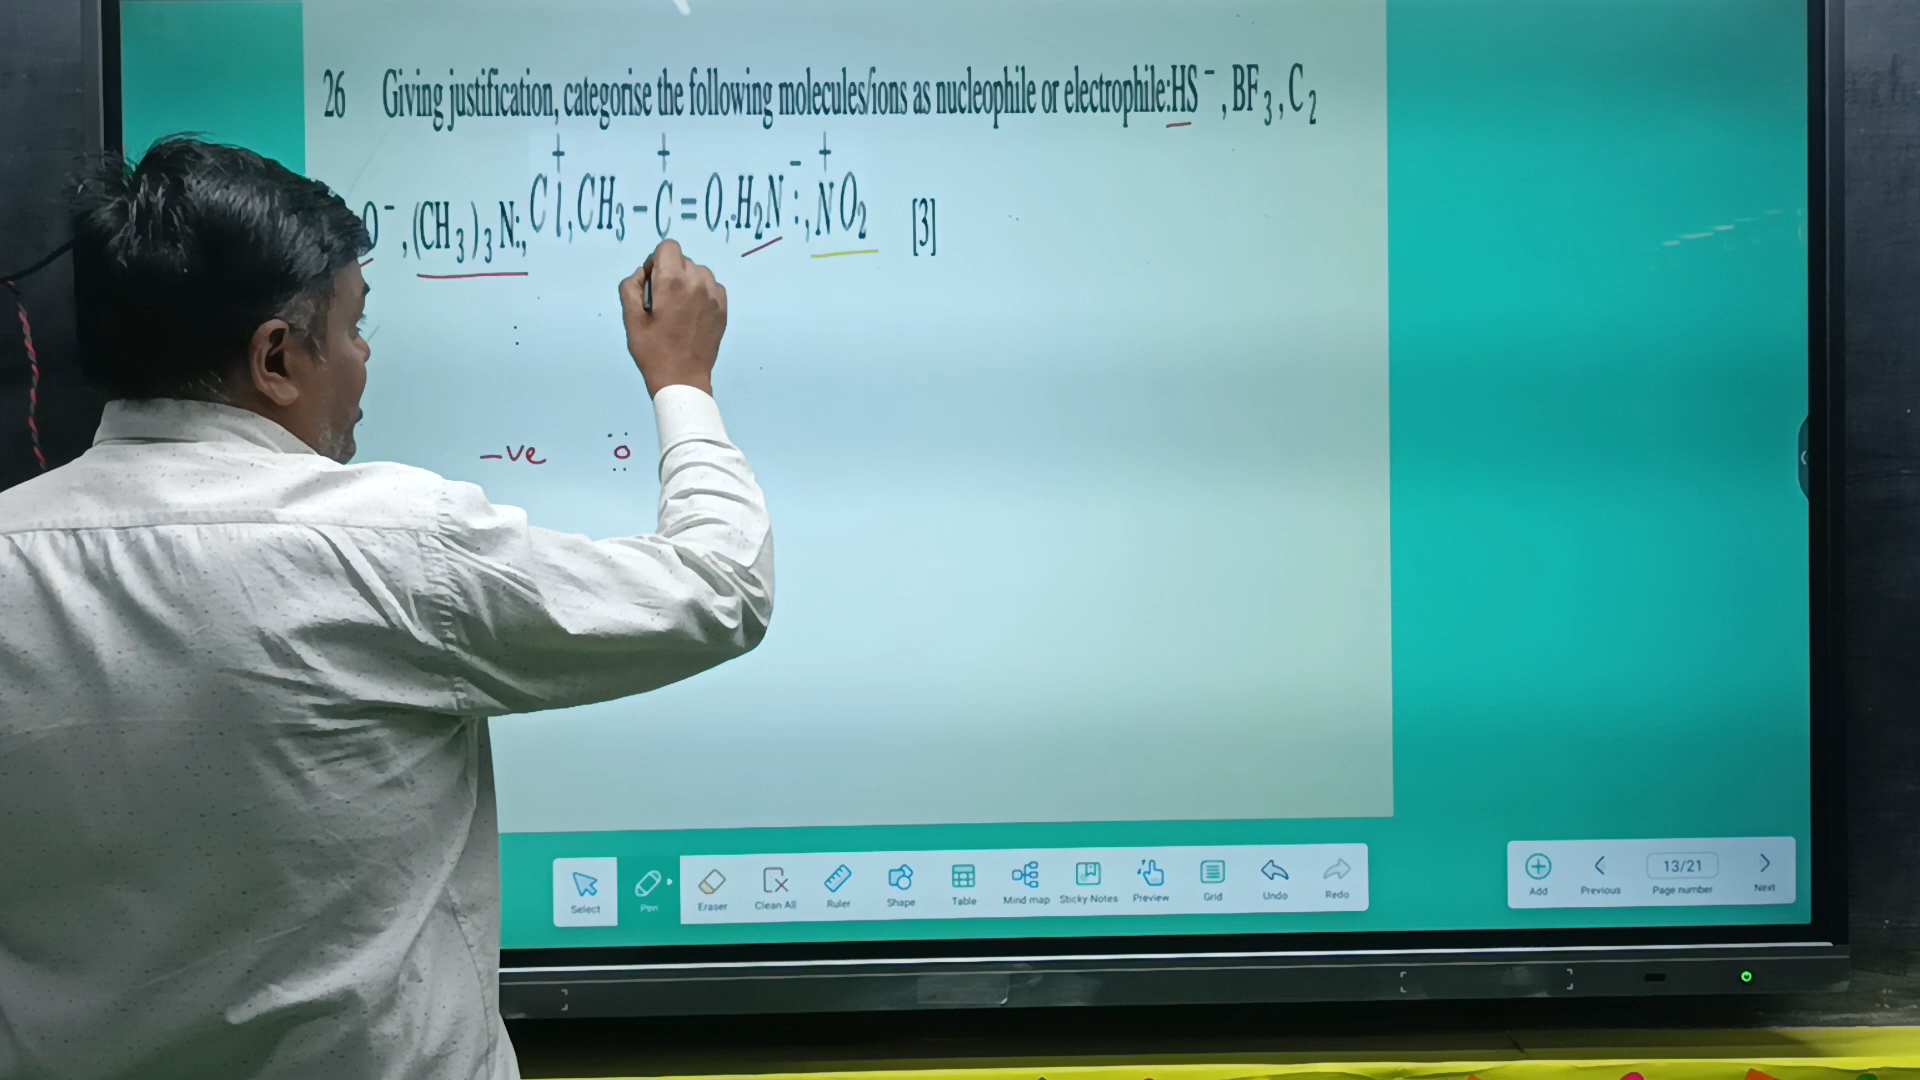 26 Giving justification, categorise the following molecules/ions as nucleophile or electrophile:HS⁻, BF₃, C₂
O⁻, (CH₃)₃N:, Cl⁺, CH₃-C⁺=O, H₂N⁻:, N⁺O₂ [3]
:
-ve :o:
Select Pen Eraser Clean All Ruler Shape Table Mind map Sticky Notes Preview Grid Undo Redo
Add Previous 13/21 Page number Next